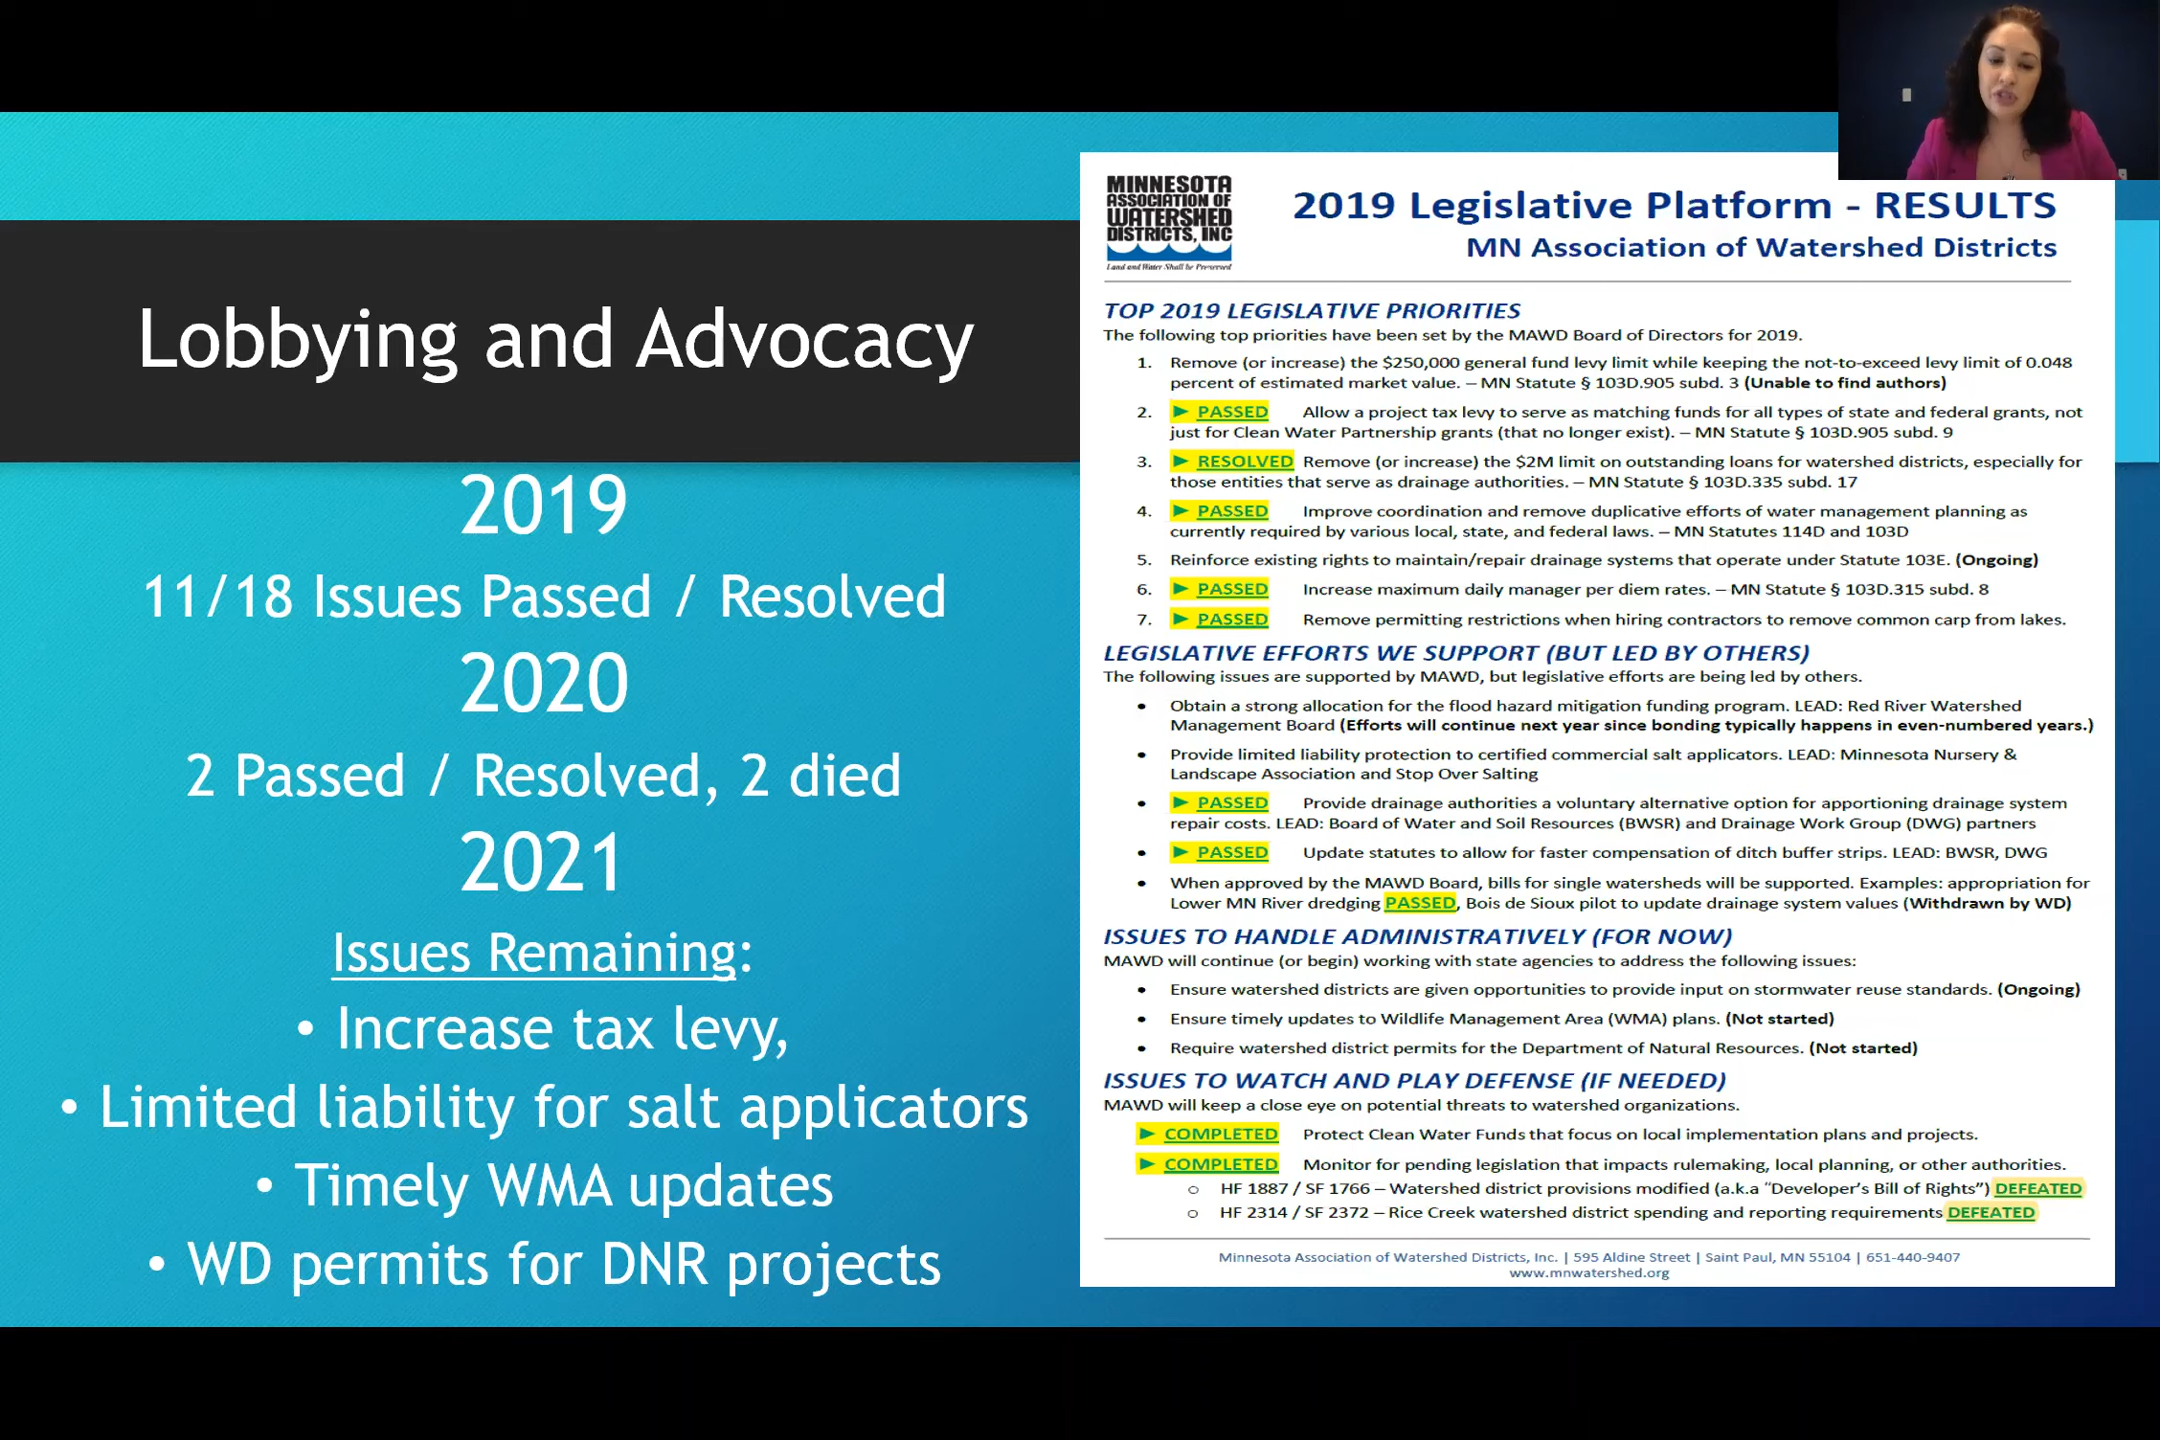 Lobbying and Advocacy
2019
11/18 Issues Passed / Resolved
2020
2 Passed / Resolved, 2 died
2021
Issues Remaining:
• Increase tax levy,
• Limited liability for salt applicators
• Timely WMA updates
• WD permits for DNR projects
MINNESOTA
ASSOCIATION OF
WATERSHED
DISTRICTS, INC
Land and Water Shall be Preserved
2019 Legislative Platform - RESULTS
MN Association of Watershed Districts
TOP 2019 LEGISLATIVE PRIORITIES
The following top priorities have been set by the MAWD Board of Directors for 2019.
1. Remove (or increase) the $250,000 general fund levy limit while keeping the not-to-exceed levy limit of 0.048
percent of estimated market value. – MN Statute § 103D.905 subd. 3 (Unable to find authors)
2. ► PASSED Allow a project tax levy to serve as matching funds for all types of state and federal grants, not
just for Clean Water Partnership grants (that no longer exist). – MN Statute § 103D.905 subd. 9
3. ► RESOLVED Remove (or increase) the $2M limit on outstanding loans for watershed districts, especially for
those entities that serve as drainage authorities. – MN Statute § 103D.335 subd. 17
4. ► PASSED Improve coordination and remove duplicative efforts of water management planning as
currently required by various local, state, and federal laws. – MN Statutes 114D and 103D
5. Reinforce existing rights to maintain/repair drainage systems that operate under Statute 103E. (Ongoing)
6. ► PASSED Increase maximum daily manager per diem rates. – MN Statute § 103D.315 subd. 8
7. ► PASSED Remove permitting restrictions when hiring contractors to remove common carp from lakes.
LEGISLATIVE EFFORTS WE SUPPORT (BUT LED BY OTHERS)
The following issues are supported by MAWD, but legislative efforts are being led by others.
• Obtain a strong allocation for the flood hazard mitigation funding program. LEAD: Red River Watershed
Management Board (Efforts will continue next year since bonding typically happens in even-numbered years.)
• Provide limited liability protection to certified commercial salt applicators. LEAD: Minnesota Nursery &
Landscape Association and Stop Over Salting
• ► PASSED Provide drainage authorities a voluntary alternative option for apportioning drainage system
repair costs. LEAD: Board of Water and Soil Resources (BWSR) and Drainage Work Group (DWG) partners
• ► PASSED Update statutes to allow for faster compensation of ditch buffer strips. LEAD: BWSR, DWG
• When approved by the MAWD Board, bills for single watersheds will be supported. Examples: appropriation for
Lower MN River dredging PASSED, Bois de Sioux pilot to update drainage system values (Withdrawn by WD)
ISSUES TO HANDLE ADMINISTRATIVELY (FOR NOW)
MAWD will continue (or begin) working with state agencies to address the following issues:
• Ensure watershed districts are given opportunities to provide input on stormwater reuse standards. (Ongoing)
• Ensure timely updates to Wildlife Management Area (WMA) plans. (Not started)
• Require watershed district permits for the Department of Natural Resources. (Not started)
ISSUES TO WATCH AND PLAY DEFENSE (IF NEEDED)
MAWD will keep a close eye on potential threats to watershed organizations.
► COMPLETED Protect Clean Water Funds that focus on local implementation plans and projects.
► COMPLETED Monitor for pending legislation that impacts rulemaking, local planning, or other authorities.
○ HF 1887 / SF 1766 – Watershed district provisions modified (a.k.a “Developer’s Bill of Rights”) DEFEATED
○ HF 2314 / SF 2372 – Rice Creek watershed district spending and reporting requirements DEFEATED
Minnesota Association of Watershed Districts, Inc. | 595 Aldine Street | Saint Paul, MN 55104 | 651-440-9407
www.mnwatershed.org